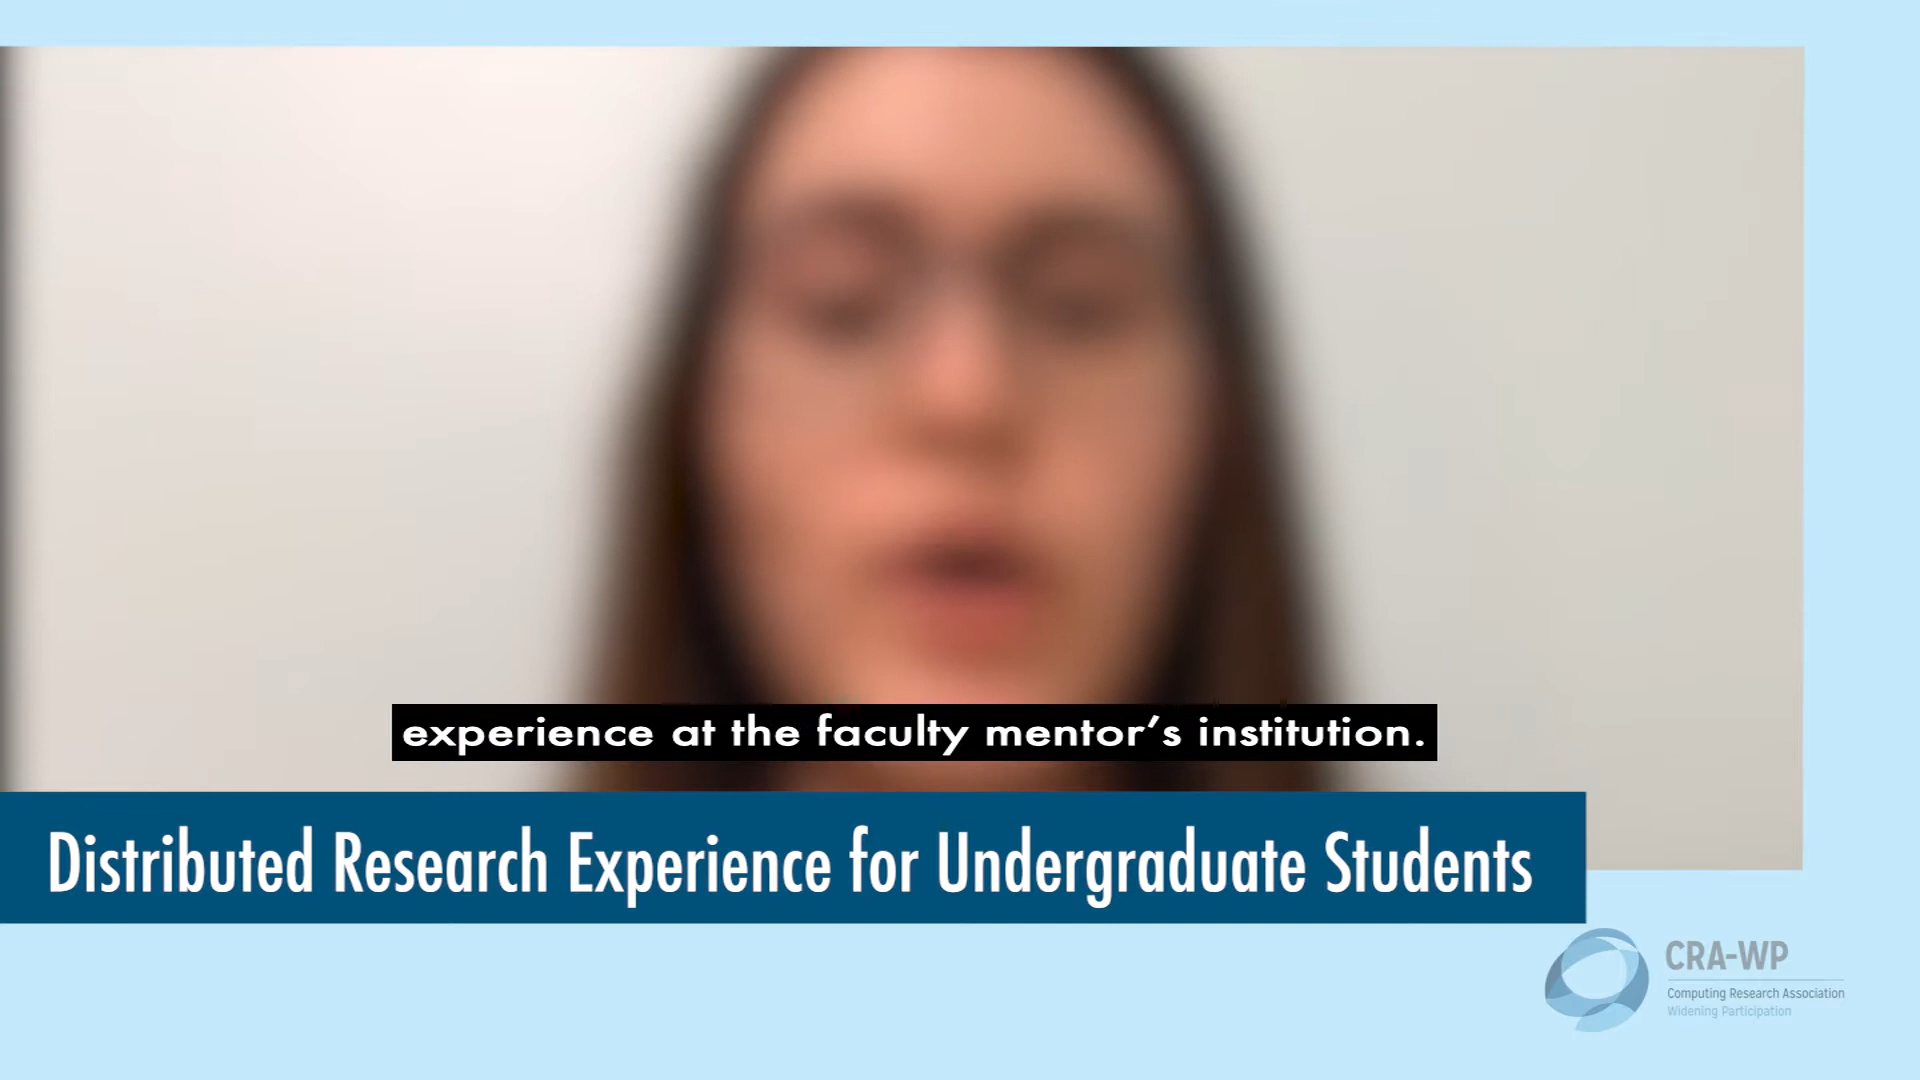 experience at the faculty mentor’s institution.
Distributed Research Experience for Undergraduate Students
CRA-WP
Computing Research Association
Widening Participation